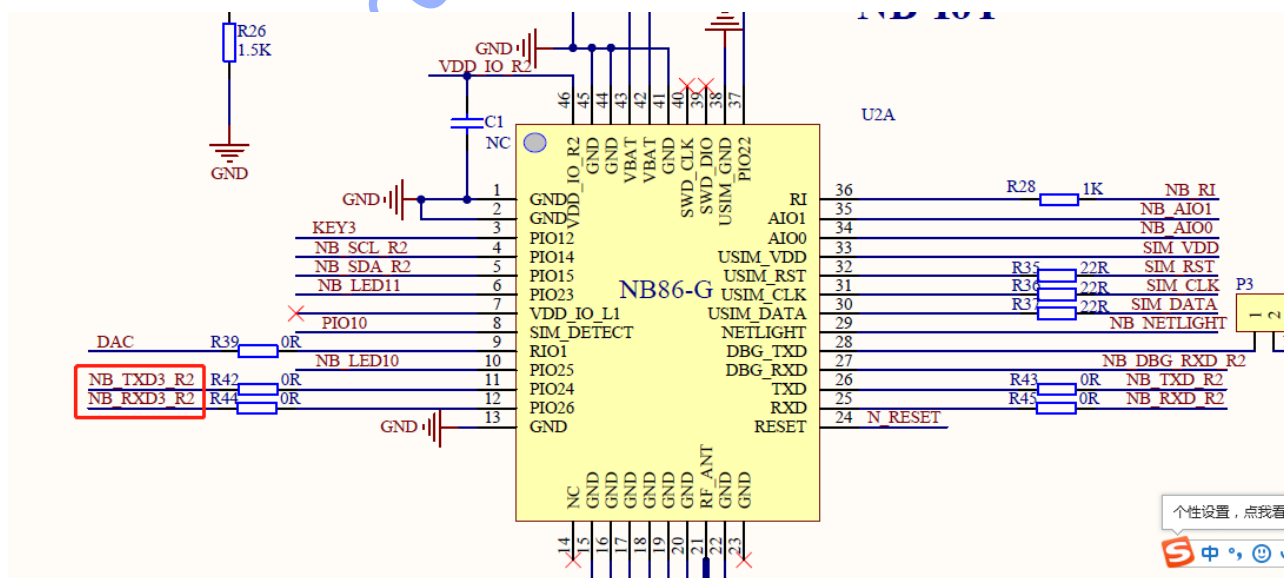 R26
1.5K
GND
VDD_IO_R2
C1
NC
GND
GND
46
45
44
43
42
41
40
39
38
37
U2A
VDD_IO_R2
GND
GND
VBAT
VBAT
GND
SWD_CLK
SWD_DIO
USIM_GND
PIO22
1 GND
2 GND
KEY3 3 PIO12
NB_SCL_R2 4 PIO14
NB_SDA_R2 5 PIO15
NB_LED11 6 PIO23
7 VDD_IO_L1
PIO10 8 SIM_DETECT
DAC R39 0R 9 RIO1
NB_LED10 10 PIO25
NB_TXD3_R2 R42 0R 11 PIO24
NB_RXD3_R2 R44 0R 12 PIO26
GND 13 GND
NB86-G
RI 36 R28 1K NB_RI
AIO1 35 NB_AIO1
AIO0 34 NB_AIO0
USIM_VDD 33 SIM_VDD
USIM_RST 32 R35 22R SIM_RST
USIM_CLK 31 R36 22R SIM_CLK
USIM_DATA 30 R37 22R SIM_DATA
NETLIGHT 29 NB_NETLIGHT
DBG_TXD 28
DBG_RXD 27 NB_DBG_RXD_R2
TXD 26 R43 0R NB_TXD_R2
RXD 25 R45 0R NB_RXD_R2
RESET 24 N_RESET
P3
1
2
NC
GND
GND
GND
GND
GND
GND
RF_ANT
GND
GND
14
15
16
17
18
19
20
21
22
23
个性设置，点我看
中